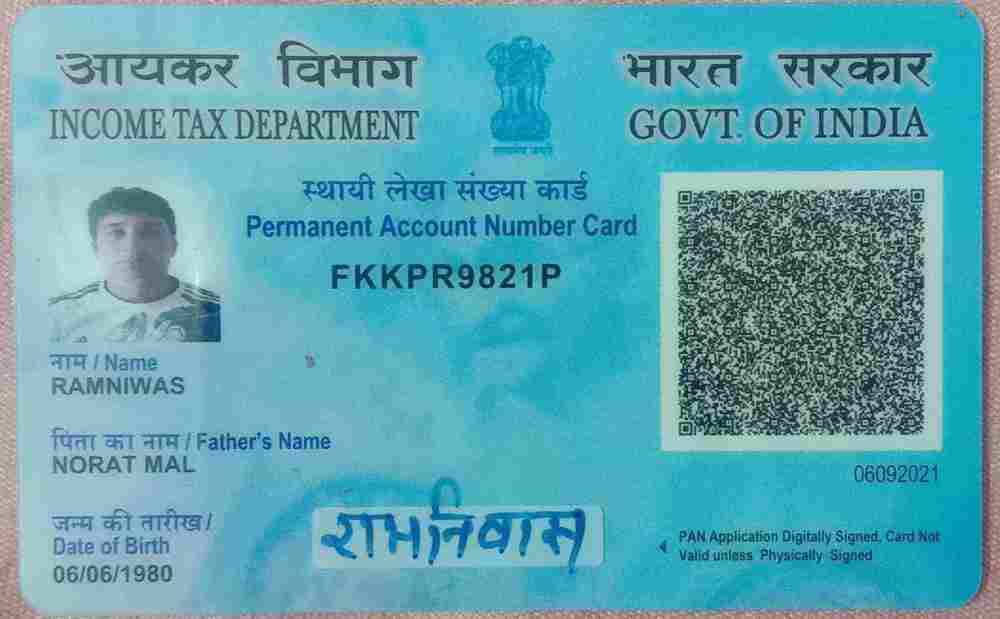 आयकर विभाग
INCOME TAX DEPARTMENT
भारत सरकार
GOVT. OF INDIA
सत्यमेव जयते
स्थायी लेखा संख्या कार्ड
Permanent Account Number Card
FKKPR9821P
नाम / Name
RAMNIWAS
पिता का नाम / Father's Name
NORAT MAL
जन्म की तारीख /
Date of Birth
06/06/1980
रामनिवास
06092021
PAN Application Digitally Signed, Card Not
Valid unless Physically Signed